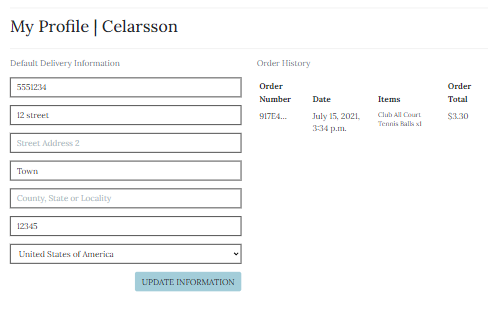 My Profile | Celarsson
Default Delivery Information
5551234
12 street
Street Address 2
Town
County, State or Locality
12345
United States of America
UPDATE INFORMATION
Order History
Order Number Date Items Order Total
917E4... July 15, 2021, 3:34 p.m. Club All Court Tennis Balls x1 $3.30